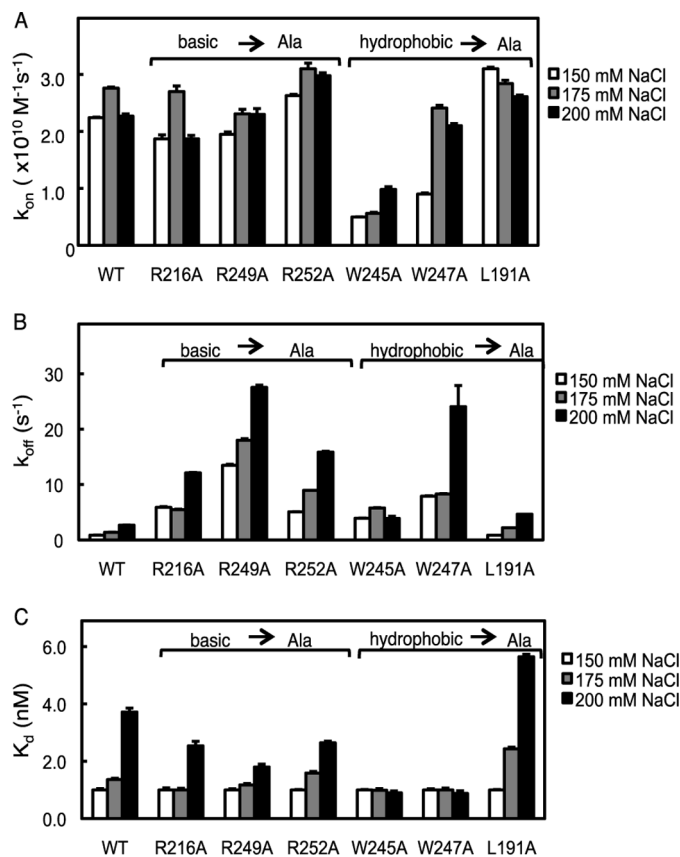 A
basic → Ala hydrophobic → Ala
3.0
2.0
1.0
0
k_on ( x10^10 M^-1s^-1)
150 mM NaCl
175 mM NaCl
200 mM NaCl
WT R216A R249A R252A W245A W247A L191A
B
basic → Ala hydrophobic → Ala
30
20
10
0
k_off (s^-1)
150 mM NaCl
175 mM NaCl
200 mM NaCl
WT R216A R249A R252A W245A W247A L191A
C
basic → Ala hydrophobic → Ala
6.0
4.0
2.0
0.0
K_d (nM)
150 mM NaCl
175 mM NaCl
200 mM NaCl
WT R216A R249A R252A W245A W247A L191A